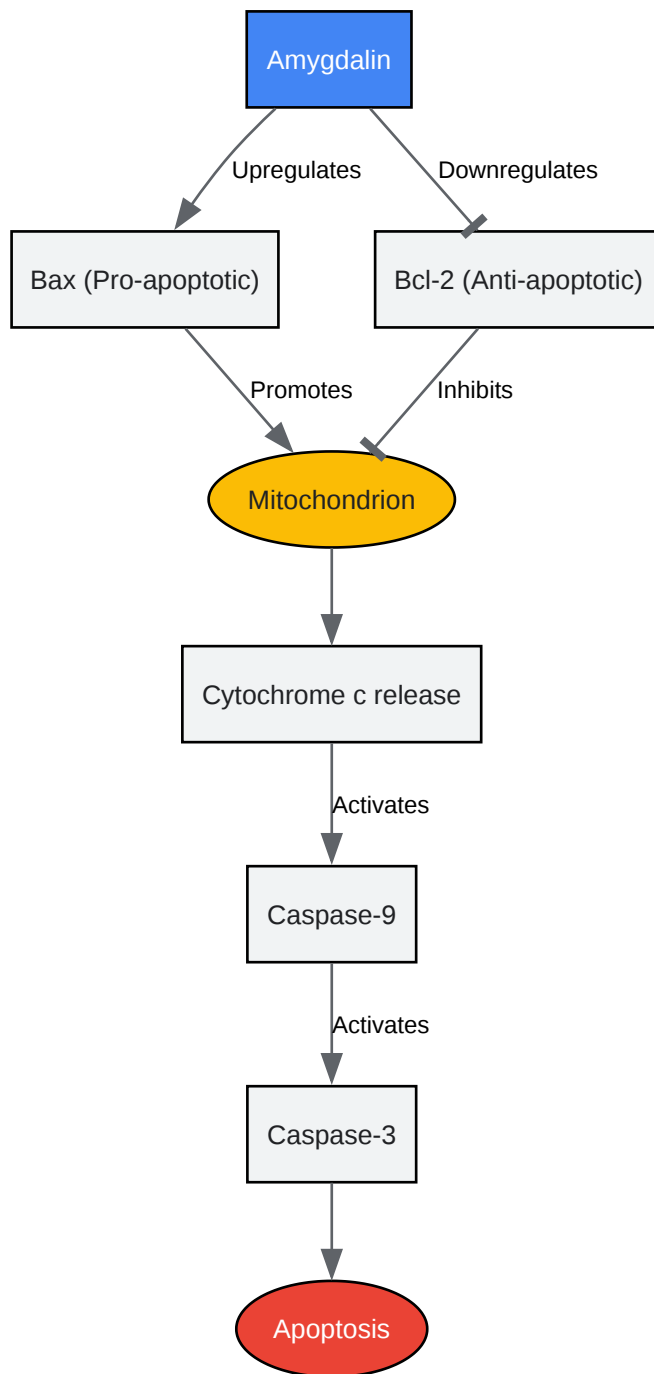 Amygdalin
Upregulates
Downregulates
Bax (Pro-apoptotic)
Bcl-2 (Anti-apoptotic)
Promotes
Inhibits
Mitochondrion
Cytochrome c release
Activates
Caspase-9
Activates
Caspase-3
Apoptosis